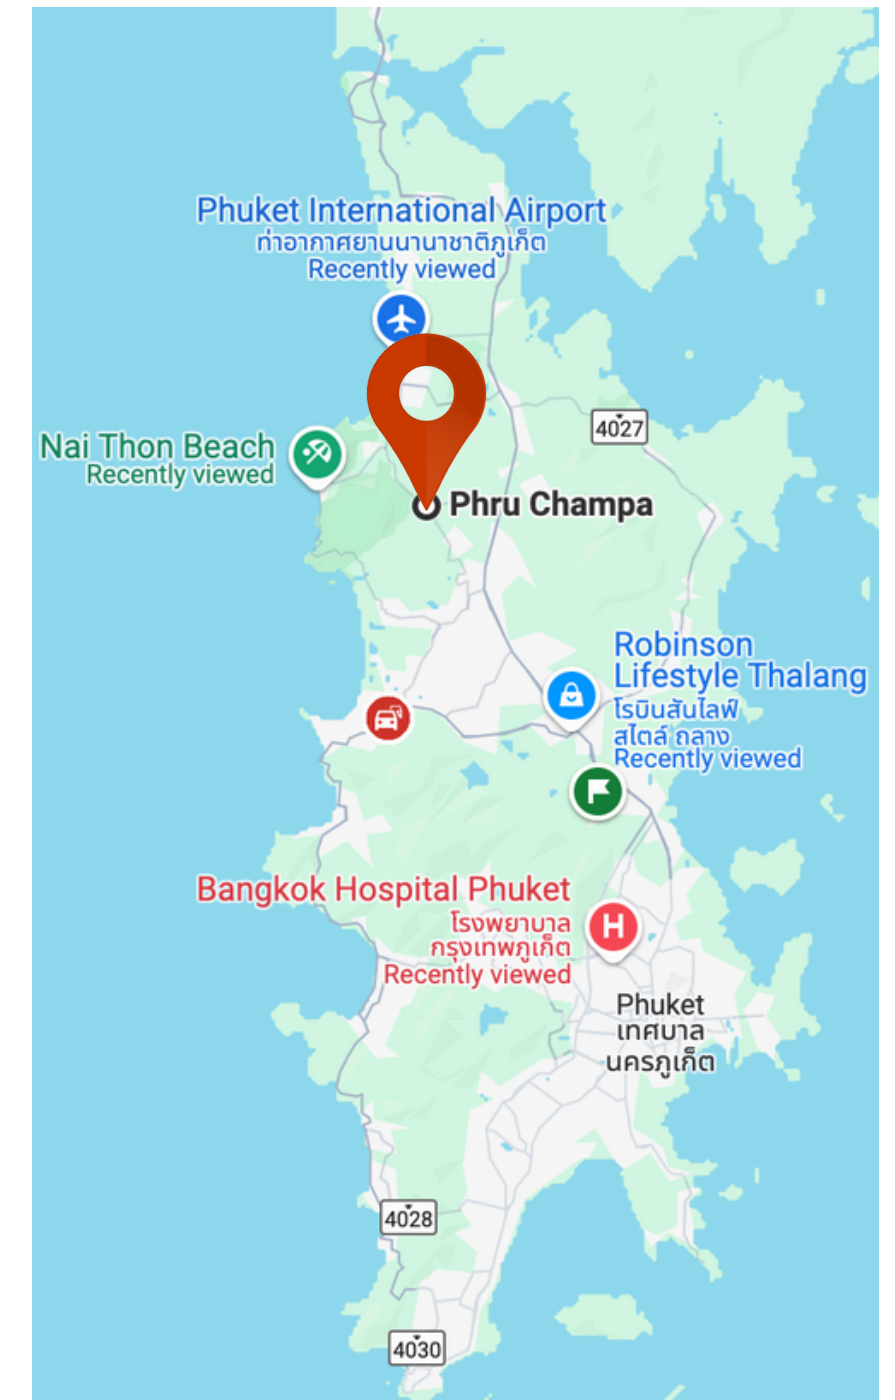 Phuket International Airport
ท่าอากาศยานนานาชาติภูเก็ต
Recently viewed
4027
Nai Thon Beach
Recently viewed
Phru Champa
Robinson
Lifestyle Thalang
โรบินสันไลฟ์
สไตล์ ถลาง
Recently viewed
Bangkok Hospital Phuket
โรงพยาบาล
กรุงเทพภูเก็ต
Recently viewed
H
Phuket
เทศบาล
นครภูเก็ต
4028
4030